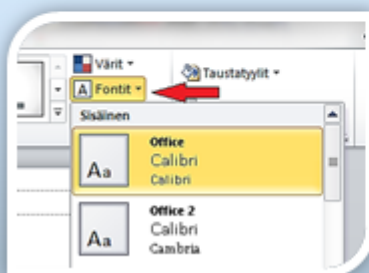 Värit
Taustatyylit
A Fontit
Sisäinen
Aa
Office
Calibri
Calibri
Aa
Office 2
Calibri
Cambria